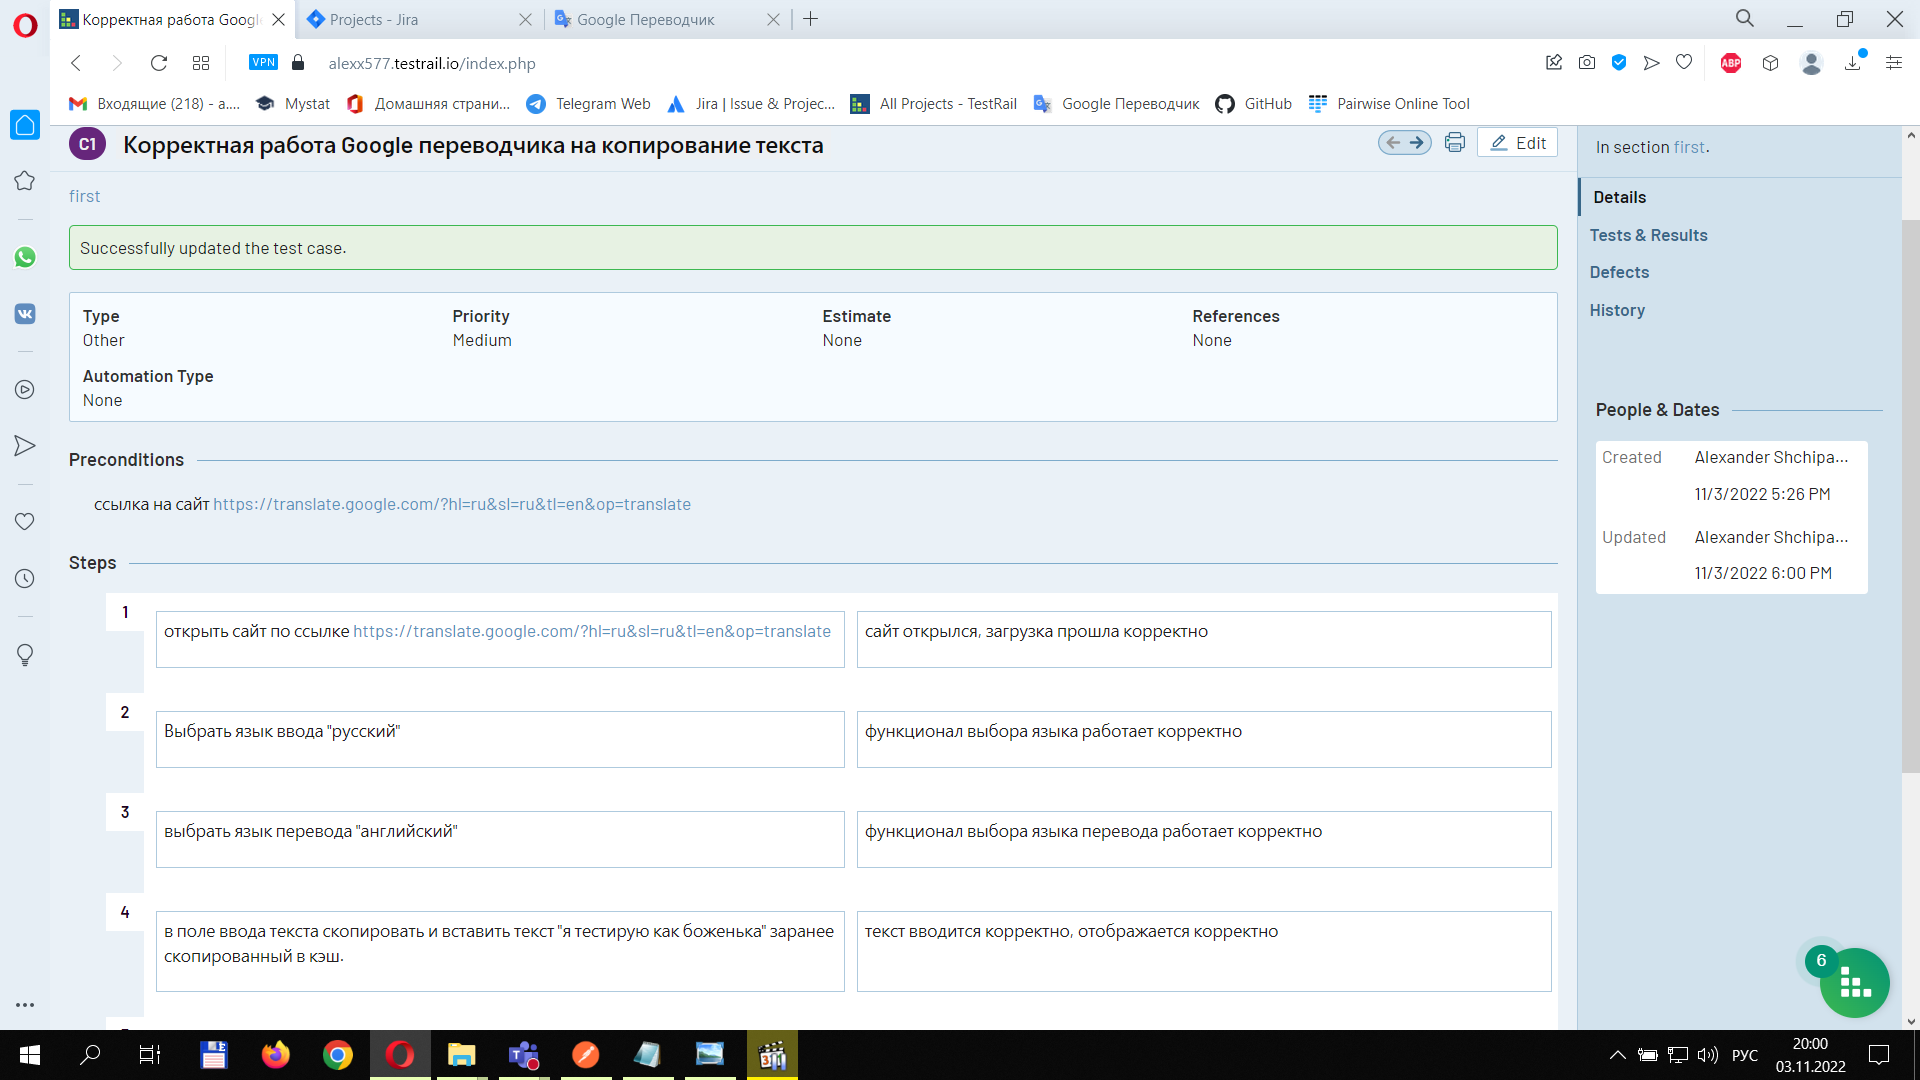 Корректная работа Googl
Projects - Jira
Google Переводчик
VPN
alexx577.testrail.io/index.php
ABP
Входящие (218) - a....
Mystat
Домашняя страни...
Telegram Web
Jira | Issue & Projec...
All Projects - TestRail
Google Переводчик
GitHub
Pairwise Online Tool
C1
Корректная работа Google переводчика на копирование текста
Edit
In section first.
first
Details
Successfully updated the test case.
Tests & Results
Defects
History
Type
Other
Priority
Medium
Estimate
None
References
None
Automation Type
None
People & Dates
Created
Alexander Shchipa...
11/3/2022 5:26 PM
Updated
Alexander Shchipa...
11/3/2022 6:00 PM
Preconditions
ссылка на сайт https://translate.google.com/?hl=ru&sl=ru&tl=en&op=translate
Steps
1
открыть сайт по ссылке https://translate.google.com/?hl=ru&sl=ru&tl=en&op=translate
сайт открылся, загрузка прошла корректно
2
Выбрать язык ввода "русский"
функционал выбора языка работает корректно
3
выбрать язык перевода "английский"
функционал выбора языка перевода работает корректно
4
в поле ввода текста скопировать и вставить текст "я тестирую как боженька" заранее
скопированный в кэш.
текст вводится корректно, отображается корректно
6
РУС
20:00
03.11.2022